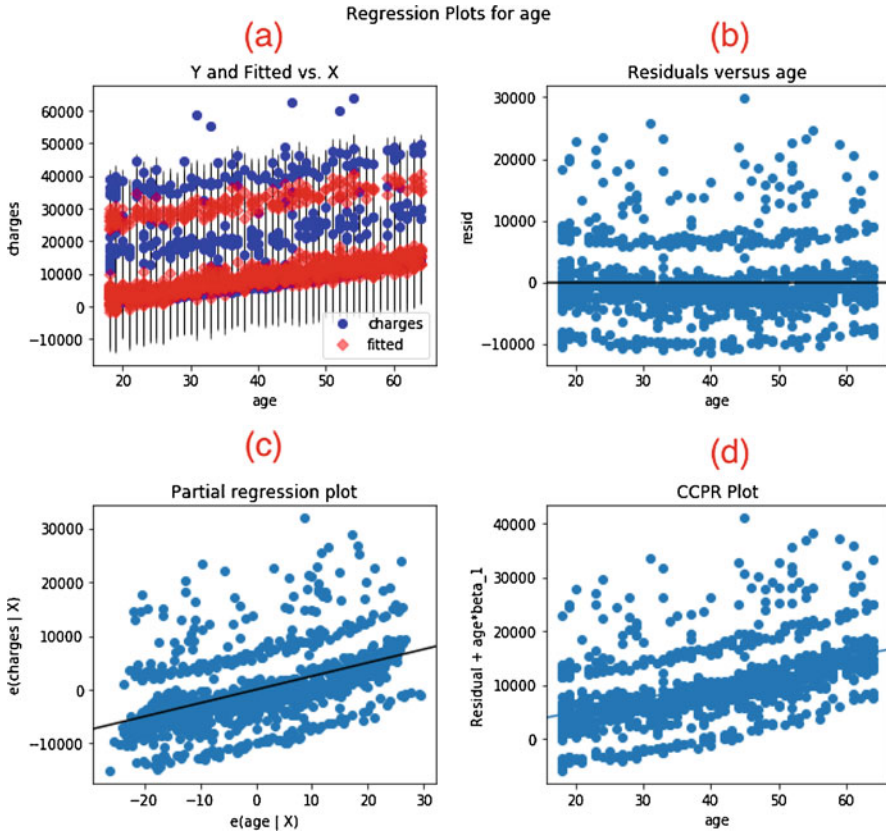 Regression Plots for age
(a)
(b)
Y and Fitted vs. X
60000
50000
40000
30000
20000
10000
0
−10000
charges
charges
fitted
20
30
40
50
60
age
Residuals versus age
30000
20000
10000
0
−10000
resid
20
30
40
50
60
age
(c)
(d)
Partial regression plot
30000
20000
10000
0
−10000
e(charges | X)
−20
−10
0
10
20
30
e(age | X)
CCPR Plot
40000
30000
20000
10000
0
Residual + age*beta_1
20
30
40
50
60
age